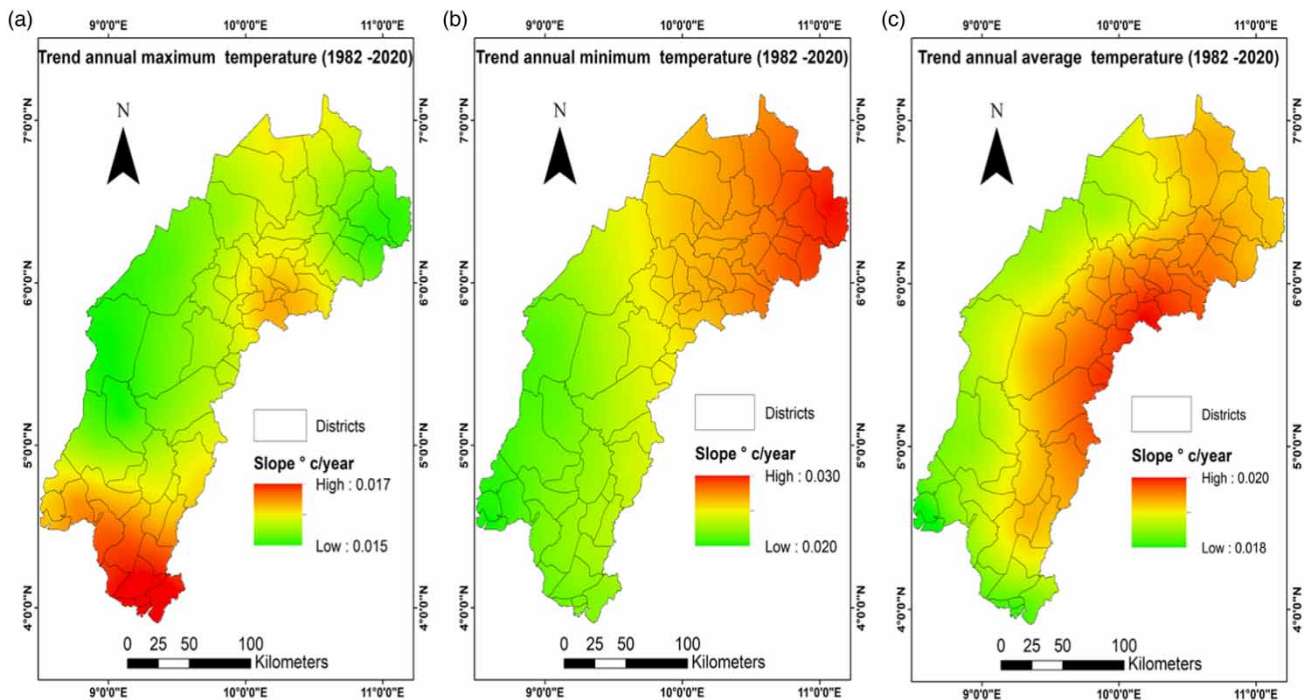 (a)
9°0'0"E 10°0'0"E 11°0'0"E
Trend annual maximum temperature (1982 -2020)
N
7°0'0"N
6°0'0"N
5°0'0"N
4°0'0"N
Districts
Slope ° c/year
High : 0.017
Low : 0.015
0 25 50 100
Kilometers
9°0'0"E 10°0'0"E 11°0'0"E
(b)
9°0'0"E 10°0'0"E 11°0'0"E
Trend annual minimum temperature (1982 -2020)
N
7°0'0"N
6°0'0"N
5°0'0"N
4°0'0"N
Districts
Slope ° c/year
High : 0.030
Low : 0.020
0 25 50 100
Kilometers
9°0'0"E 10°0'0"E 11°0'0"E
(c)
9°0'0"E 10°0'0"E 11°0'0"E
Trend annual average temperature (1982 -2020)
N
7°0'0"N
6°0'0"N
5°0'0"N
4°0'0"N
Districts
Slope ° c/year
High : 0.020
Low : 0.018
0 25 50 100
Kilometers
9°0'0"E 10°0'0"E 11°0'0"E